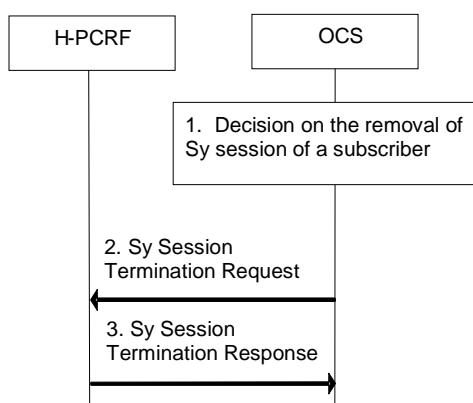 H-PCRF
OCS
1. Decision on the removal of
Sy session of a subscriber
2. Sy Session
Termination Request
3. Sy Session
Termination Response